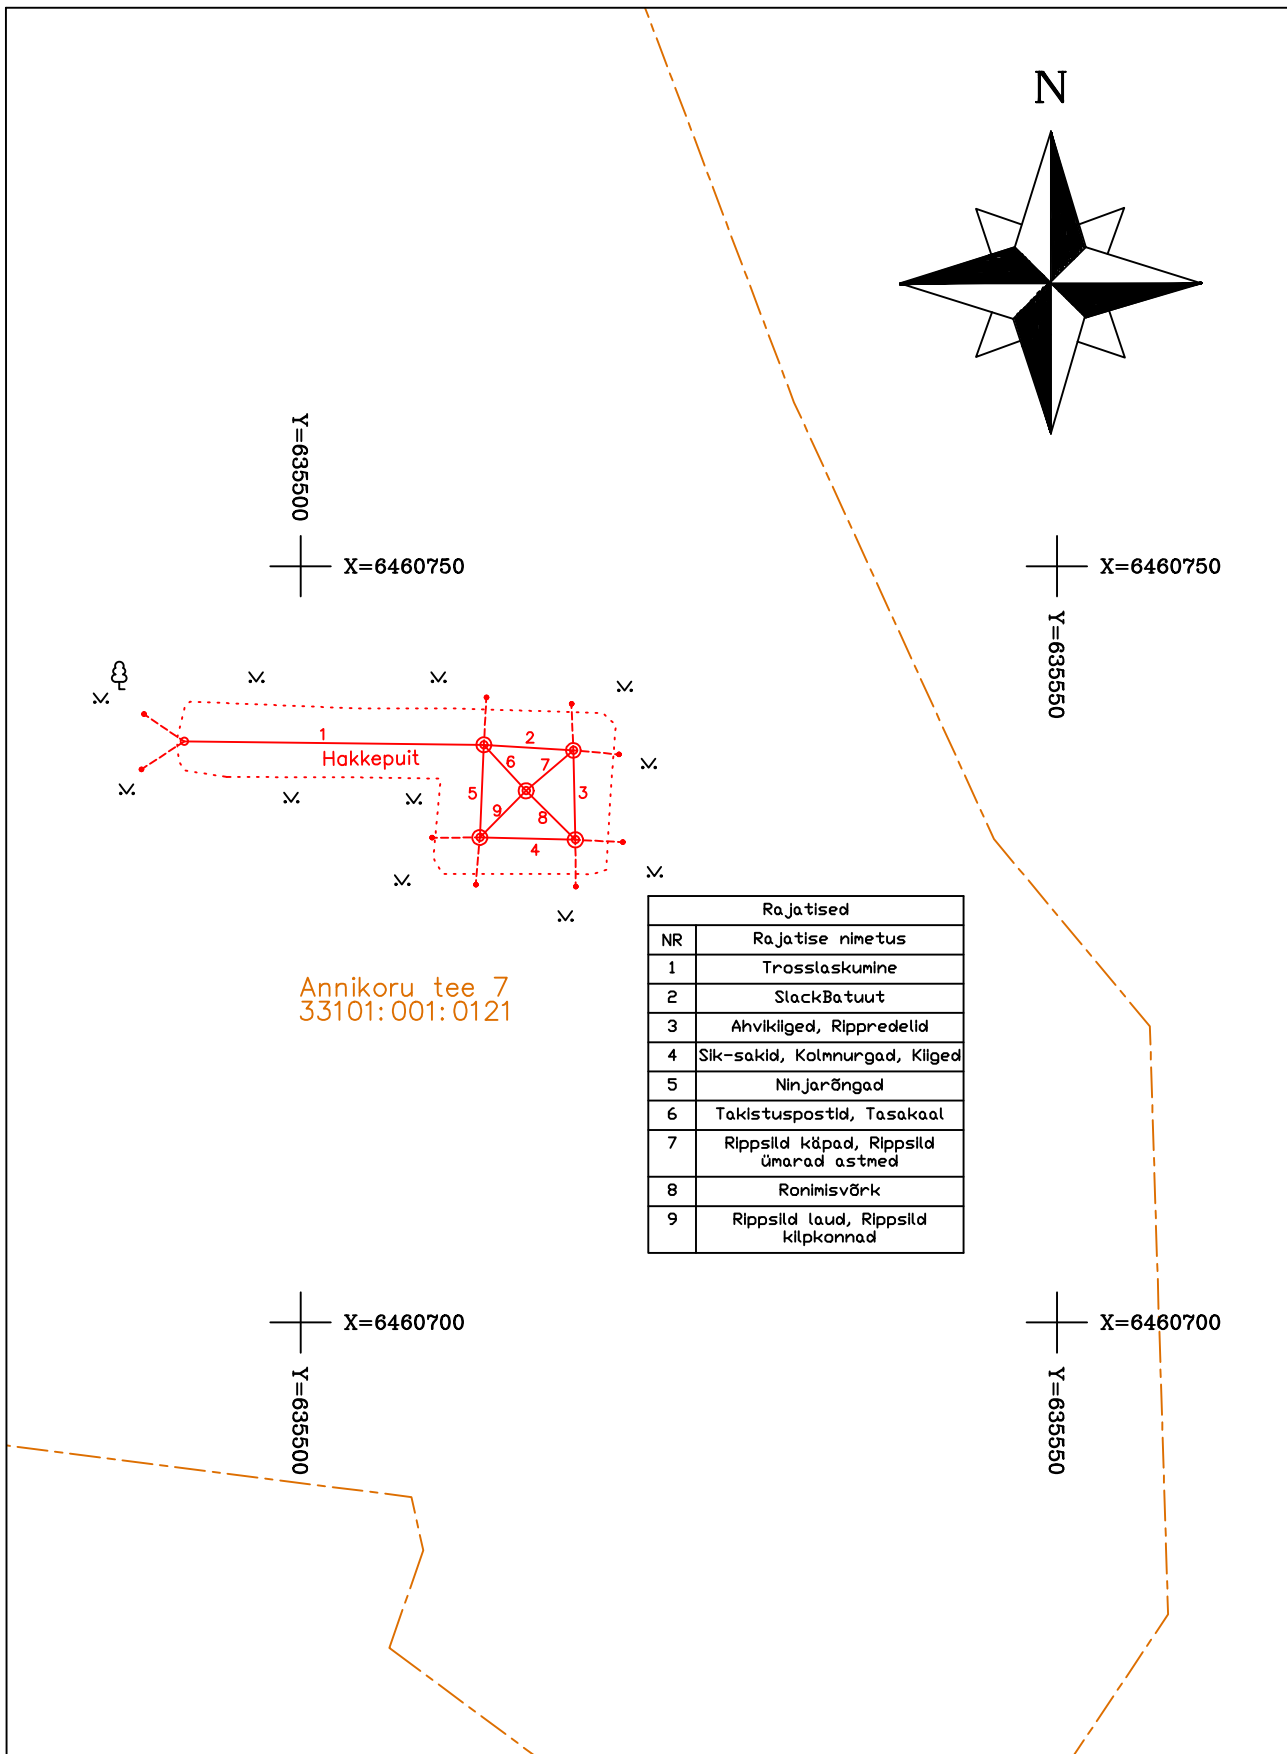 N
Y=635500
X=6460750
X=6460750
Y=635550
1
Hakkepuit
2
6
7
5
3
9
8
4
Annikoru tee 7
33101:001:0121
Rajatised
NR Rajatise nimetus
1 Trosslaskumine
2 SlackBatuut
3 Ahvikiiged, Rippredelid
4 Sik-sakid, Kolmnurgad, Kiiged
5 Ninjarõngad
6 Takistuspostid, Tasakaal
7 Rippsild käpad, Rippsild
ümarad astmed
8 Ronimisvõrk
9 Rippsild laud, Rippsild
kilpkonnad
X=6460700
X=6460700
Y=635500
Y=635550